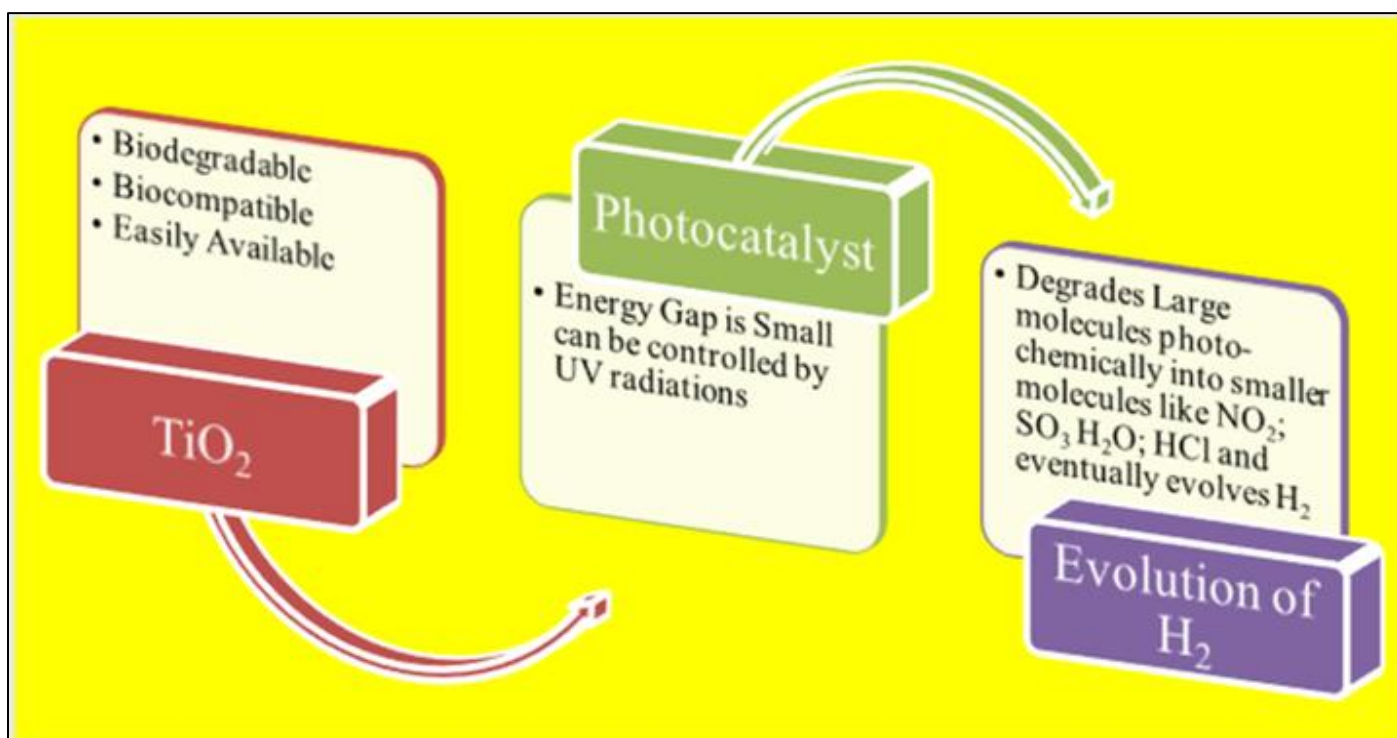 • Biodegradable
• Biocompatible
• Easily Available
TiO₂
Photocatalyst
• Energy Gap is Small
can be controlled by
UV radiations
• Degrades Large
molecules photo-
chemically into smaller
molecules like NO₂;
SO₃ H₂O; HCl and
eventually evolves H₂
Evolution of
H₂